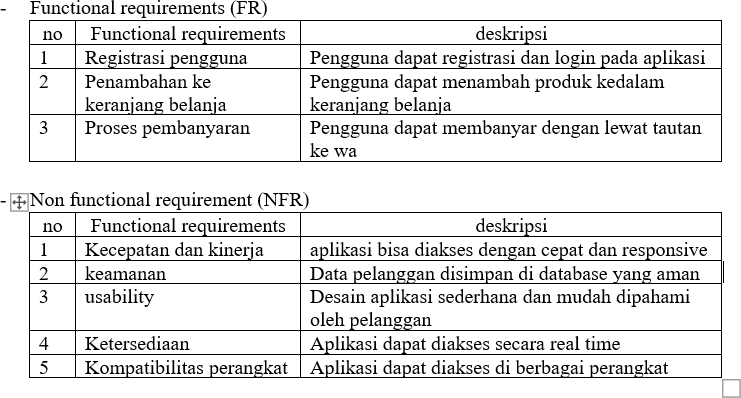 - Functional requirements (FR)
no Functional requirements deskripsi
1 Registrasi pengguna Pengguna dapat registrasi dan login pada aplikasi
2 Penambahan ke Pengguna dapat menambah produk kedalam
keranjang belanja keranjang belanja
3 Proses pembanyaran Pengguna dapat membanyar dengan lewat tautan
ke wa
- Non functional requirement (NFR)
no Functional requirements deskripsi
1 Kecepatan dan kinerja aplikasi bisa diakses dengan cepat dan responsive
2 keamanan Data pelanggan disimpan di database yang aman
3 usability Desain aplikasi sederhana dan mudah dipahami
oleh pelanggan
4 Ketersediaan Aplikasi dapat diakses secara real time
5 Kompatibilitas perangkat Aplikasi dapat diakses di berbagai perangkat